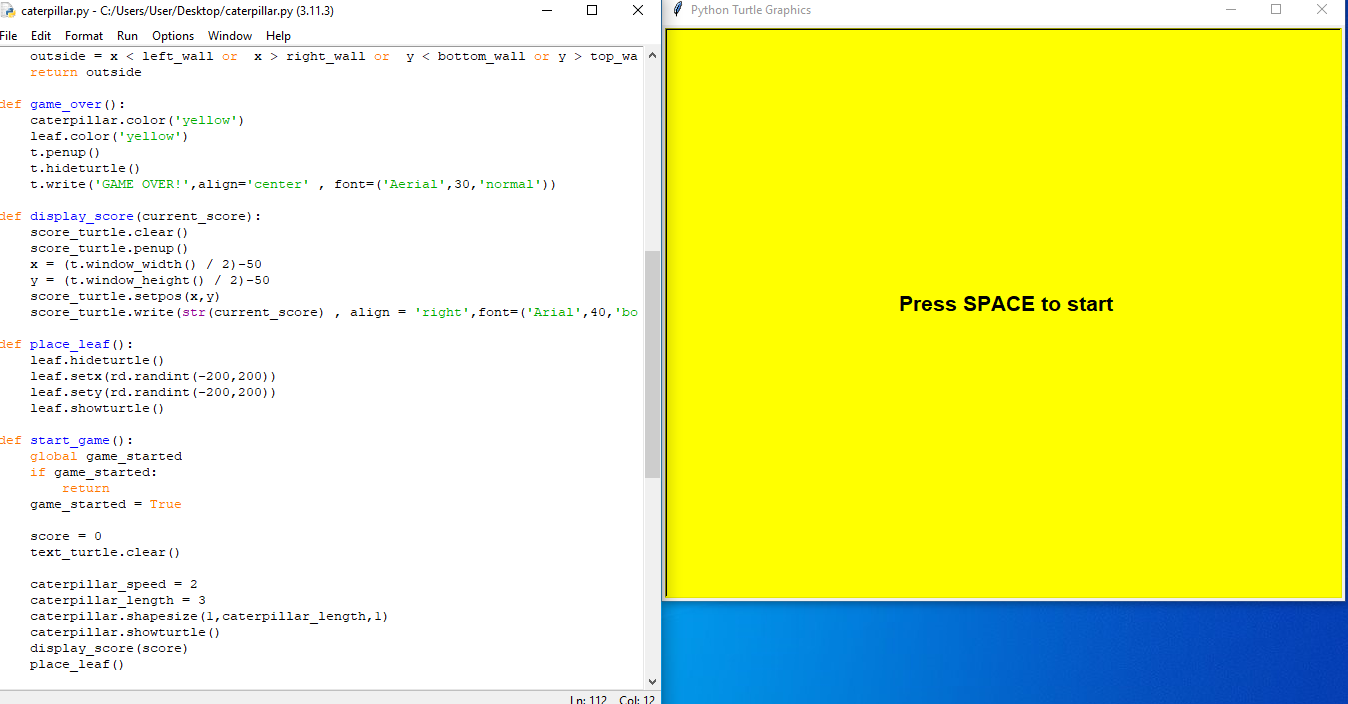 caterpillar.py - C:/Users/User/Desktop/caterpillar.py (3.11.3)
File Edit Format Run Options Window Help
outside = x < left_wall or  x > right_wall or  y < bottom_wall or y > top_wa
return outside
def game_over():
caterpillar.color('yellow')
leaf.color('yellow')
t.penup()
t.hideturtle()
t.write('GAME OVER!',align='center' , font=('Aerial',30,'normal'))
def display_score(current_score):
score_turtle.clear()
score_turtle.penup()
x = (t.window_width() / 2)-50
y = (t.window_height() / 2)-50
score_turtle.setpos(x,y)
score_turtle.write(str(current_score) , align = 'right',font=('Arial',40,'bo
def place_leaf():
leaf.hideturtle()
leaf.setx(rd.randint(-200,200))
leaf.sety(rd.randint(-200,200))
leaf.showturtle()
def start_game():
global game_started
if game_started:
return
game_started = True
score = 0
text_turtle.clear()
caterpillar_speed = 2
caterpillar_length = 3
caterpillar.shapesize(1,caterpillar_length,1)
caterpillar.showturtle()
display_score(score)
place_leaf()
Ln: 112 Col: 12
Python Turtle Graphics
Press SPACE to start